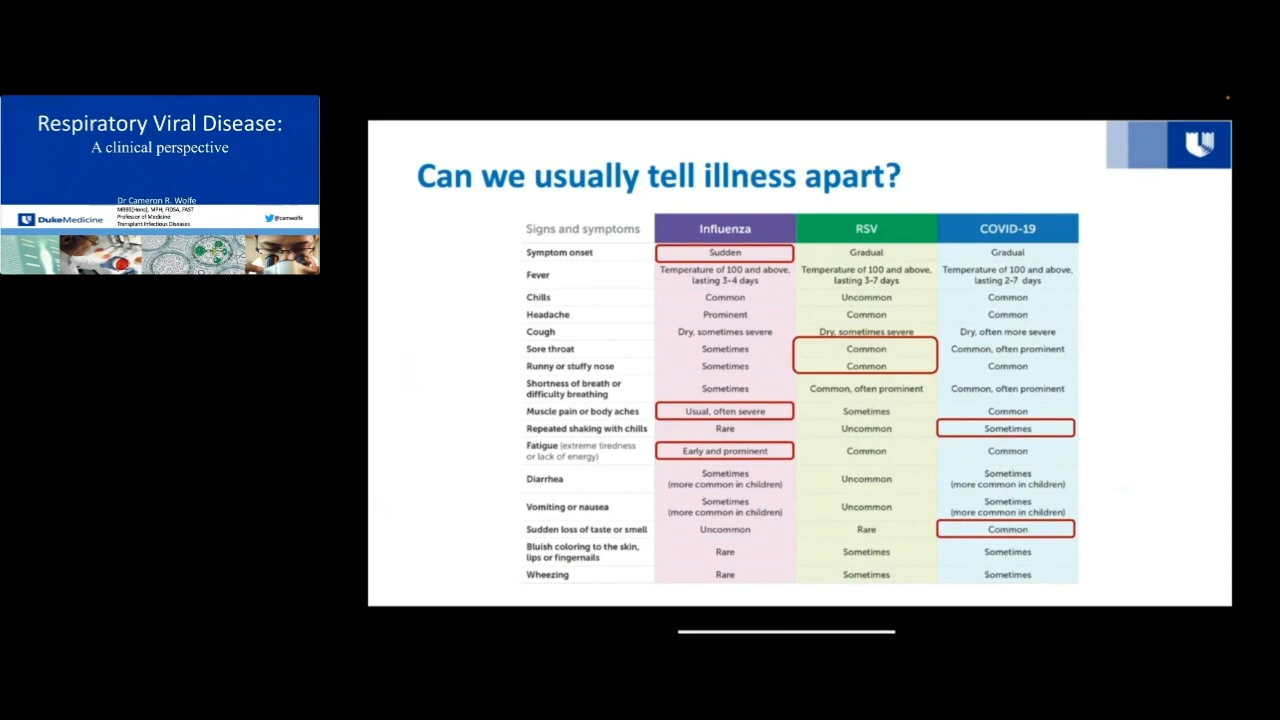 Respiratory Viral Disease:
A clinical perspective
Dr Cameron R. Wolfe
MBBS(Hons), MPH, FIDSA, FAST
Professor of Medicine
Transplant Infectious Diseases
DukeMedicine
@camwolfe
Can we usually tell illness apart?
Signs and symptoms Influenza RSV COVID-19
Symptom onset Sudden Gradual Gradual
Fever Temperature of 100 and above, lasting 3-4 days Temperature of 100 and above, lasting 3-7 days Temperature of 100 and above, lasting 2-7 days
Chills Common Uncommon Common
Headache Prominent Common Common
Cough Dry, sometimes severe Dry, sometimes severe Dry, often more severe
Sore throat Sometimes Common Common, often prominent
Runny or stuffy nose Sometimes Common Common
Shortness of breath or difficulty breathing Sometimes Common, often prominent Common, often prominent
Muscle pain or body aches Usual, often severe Sometimes Common
Repeated shaking with chills Rare Uncommon Sometimes
Fatigue (extreme tiredness or lack of energy) Early and prominent Common Common
Diarrhea Sometimes (more common in children) Uncommon Sometimes (more common in children)
Vomiting or nausea Sometimes (more common in children) Uncommon Sometimes (more common in children)
Sudden loss of taste or smell Uncommon Rare Common
Bluish coloring to the skin, lips or fingernails Rare Sometimes Sometimes
Wheezing Rare Sometimes Sometimes